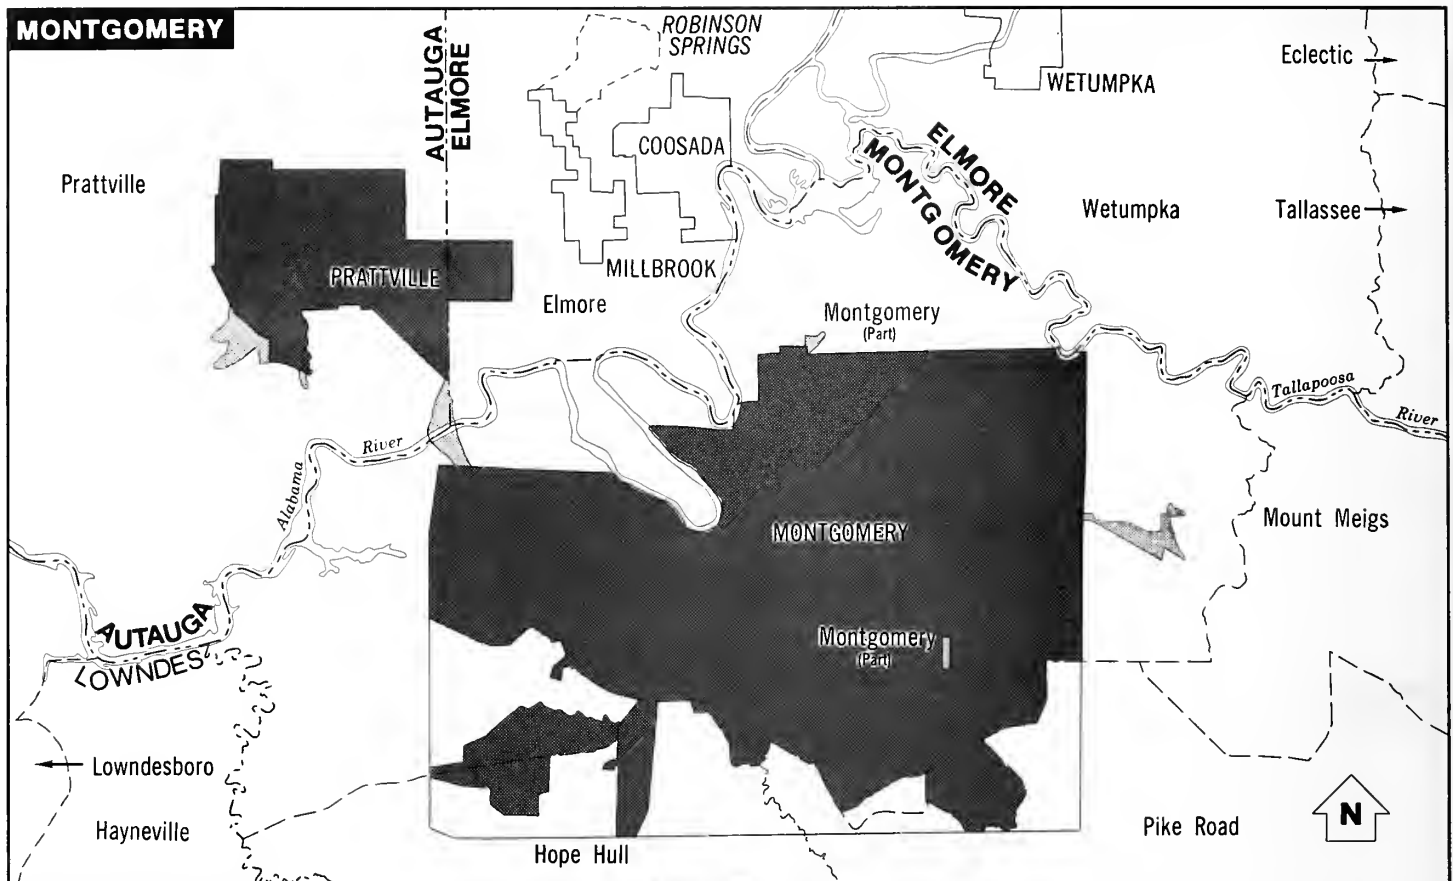 MONTGOMERY
ROBINSON
SPRINGS
AUTAUGA
ELMORE
Eclectic
WETUMPKA
COOSADA
ELMORE
MONTGOMERY
Prattville
Wetumpka
Tallassee
PRATTVILLE
MILLBROOK
Elmore
Montgomery
(Part)
Tallapoosa
River
River
Alabama
MONTGOMERY
Mount Meigs
AUTAUGA
LOWNDES
Montgomery
(Part)
Lowndesboro
Hayneville
Pike Road
N
Hope Hull